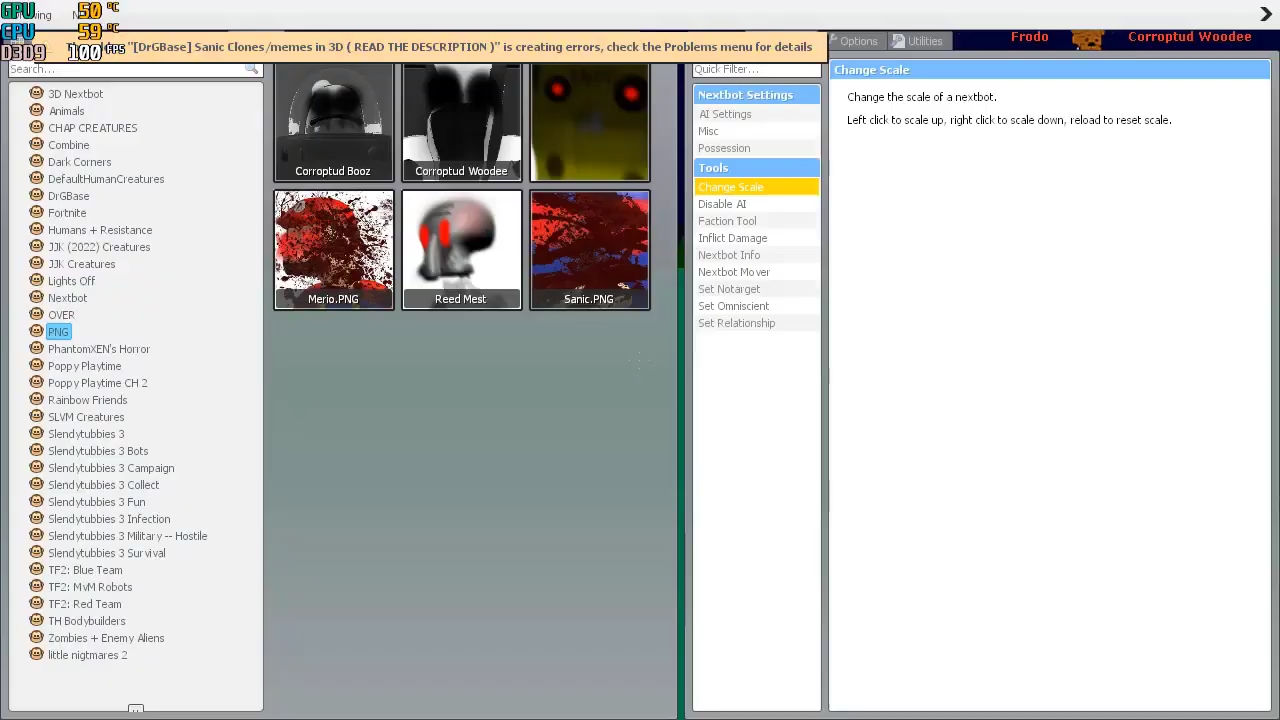 GPU 50 °C
CPU 59 °C
D3D9 100 FPS
"[DrGBase] Sanic Clones/memes in 3D ( READ THE DESCRIPTION )" is creating errors, check the Problems menu for details
Options
Utilities
Frodo
Corroptud Woodee
Search...
3D Nextbot
Animals
CHAP CREATURES
Combine
Dark Corners
DefaultHumanCreatures
DrGBase
Fortnite
Humans + Resistance
JJK (2022) Creatures
JJK Creatures
Lights Off
Nextbot
OVER
PNG
PhantomXEN's Horror
Poppy Playtime
Poppy Playtime CH 2
Rainbow Friends
SLVM Creatures
Slendytubbies 3
Slendytubbies 3 Bots
Slendytubbies 3 Campaign
Slendytubbies 3 Collect
Slendytubbies 3 Fun
Slendytubbies 3 Infection
Slendytubbies 3 Military -- Hostile
Slendytubbies 3 Survival
TF2: Blue Team
TF2: MvM Robots
TF2: Red Team
TH Bodybuilders
Zombies + Enemy Aliens
little nigtmares 2
Corroptud Booz
Corroptud Woodee
Merio.PNG
Reed Mest
Sanic.PNG
Quick Filter...
Nextbot Settings
AI Settings
Misc
Possession
Tools
Change Scale
Disable AI
Faction Tool
Inflict Damage
Nextbot Info
Nextbot Mover
Set Notarget
Set Omniscient
Set Relationship
Change Scale
Change the scale of a nextbot.
Left click to scale up, right click to scale down, reload to reset scale.